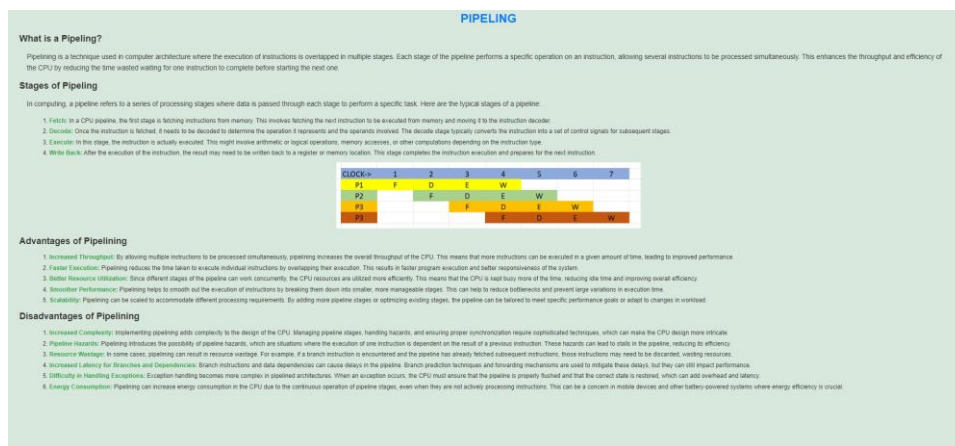 PIPELING
What is a Pipeling?
Pipelining is a technique used in computer architecture where the execution of instructions is overlapped in multiple stages. Each stage of the pipeline performs a specific operation on an instruction, allowing several instructions to be processed simultaneously. This enhances the throughput and efficiency of
the CPU by reducing the time wasted waiting for one instruction to complete before starting the next one.
Stages of Pipeling
In computing, a pipeline refers to a series of processing stages where data is passed through each stage to perform a specific task. Here are the typical stages of a pipeline:
1. Fetch: In a CPU pipeline, the first stage is fetching instructions from memory. This involves fetching the next instruction to be executed from memory and moving it to the instruction decoder.
2. Decode: Once the instruction is fetched, it needs to be decoded to determine the operation it represents and the operands involved. The decode stage typically converts the instruction into a set of control signals for subsequent stages.
3. Execute: In this stage, the instruction is actually executed. This might involve arithmetic or logical operations, memory accesses, or other computations depending on the instruction type.
4. Write Back: After the execution of the instruction, the result may need to be written back to a register or memory location. This stage completes the instruction execution and prepares for the next instruction.
CLOCK-> 1 2 3 4 5 6 7
P1 F D E W
P2 F D E W
P3 F D E W
P3 F D E W
Advantages of Pipelining
1. Increased Throughput: By allowing multiple instructions to be processed simultaneously, pipelining increases the overall throughput of the CPU. This means that more instructions can be executed in a given amount of time, leading to improved performance.
2. Faster Execution: Pipelining reduces the time taken to execute individual instructions by overlapping their execution. This results in faster program execution and better responsiveness of the system.
3. Better Resource Utilization: Since different stages of the pipeline can work concurrently, the CPU resources are utilized more efficiently. This means that the CPU is kept busy more of the time, reducing idle time and improving overall efficiency.
4. Smoother Performance: Pipelining helps to smooth out the execution of instructions by breaking them down into smaller, more manageable stages. This can help to reduce bottlenecks and prevent large variations in execution time.
5. Scalability: Pipelining can be scaled to accommodate different processing requirements. By adding more pipeline stages or optimizing existing stages, the pipeline can be tailored to meet specific performance goals or adapt to changes in workload.
Disadvantages of Pipelining
1. Increased Complexity: Implementing pipelining adds complexity to the design of the CPU. Managing pipeline stages, handling hazards, and ensuring proper synchronization require sophisticated techniques, which can make the CPU design more intricate.
2. Pipeline Hazards: Pipelining introduces the possibility of pipeline hazards, which are situations where the execution of one instruction is dependent on the result of a previous instruction. These hazards can lead to stalls in the pipeline, reducing its efficiency.
3. Resource Wastage: In some cases, pipelining can result in resource wastage. For example, if a branch instruction is encountered and the pipeline has already fetched subsequent instructions, those instructions may need to be discarded, wasting resources.
4. Increased Latency for Branches and Dependencies: Branch instructions and data dependencies can cause delays in the pipeline. Branch prediction techniques and forwarding mechanisms are used to mitigate these delays, but they can still impact performance.
5. Difficulty in Handling Exceptions: Exception handling becomes more complex in pipelined architectures. When an exception occurs, the CPU must ensure that the pipeline is properly flushed and that the correct state is restored, which can add overhead and latency.
6. Energy Consumption: Pipelining can increase energy consumption in the CPU due to the continuous operation of pipeline stages, even when they are not actively processing instructions. This can be a concern in mobile devices and other battery-powered systems where energy efficiency is crucial.